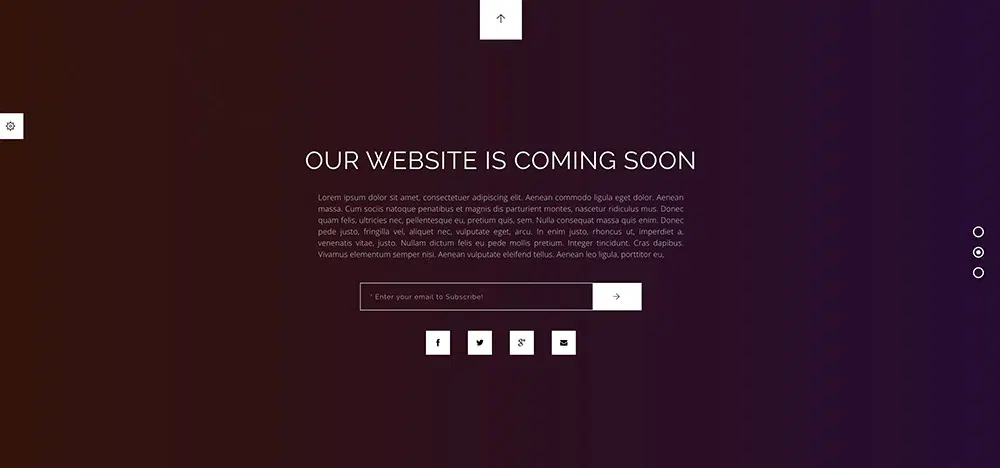 OUR WEBSITE IS COMING SOON
Lorem ipsum dolor sit amet, consectetuer adipiscing elit. Aenean commodo ligula eget dolor. Aenean
massa. Cum sociis natoque penatibus et magnis dis parturient montes, nascetur ridiculus mus. Donec
quam felis, ultricies nec, pellentesque eu, pretium quis, sem. Nulla consequat massa quis enim. Donec
pede justo, fringilla vel, aliquet nec, vulputate eget, arcu. In enim justo, rhoncus ut, imperdiet a,
venenatis vitae, justo. Nullam dictum felis eu pede mollis pretium. Integer tincidunt. Cras dapibus.
Vivamus elementum semper nisi. Aenean vulputate eleifend tellus. Aenean leo ligula, porttitor eu,
* Enter your email to Subscribe!